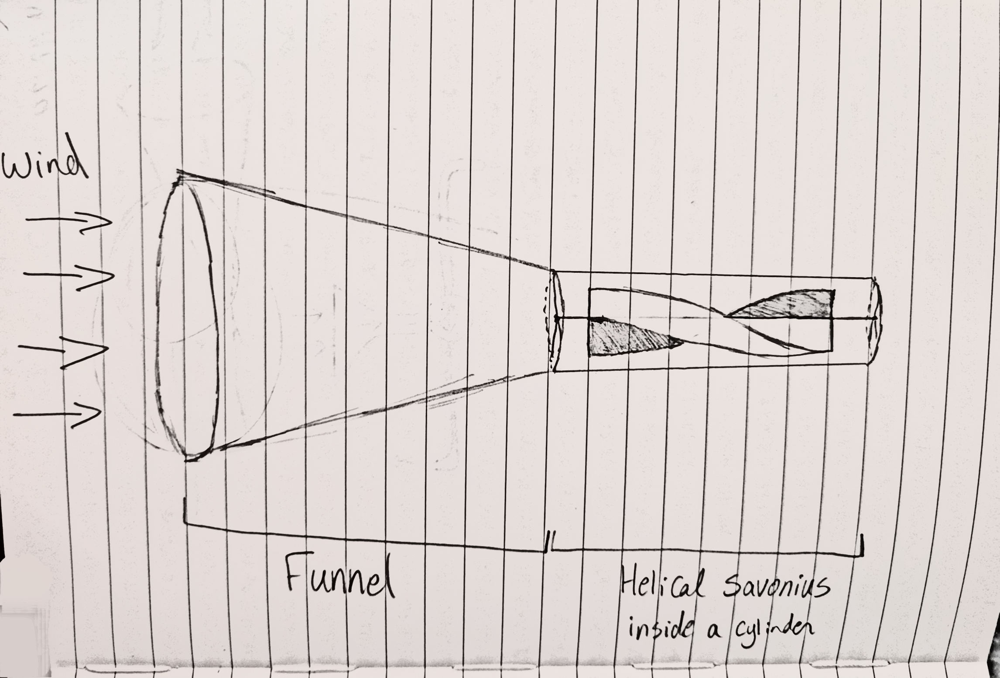 Wind
Funnel
Helical Savonius
inside a cylinder